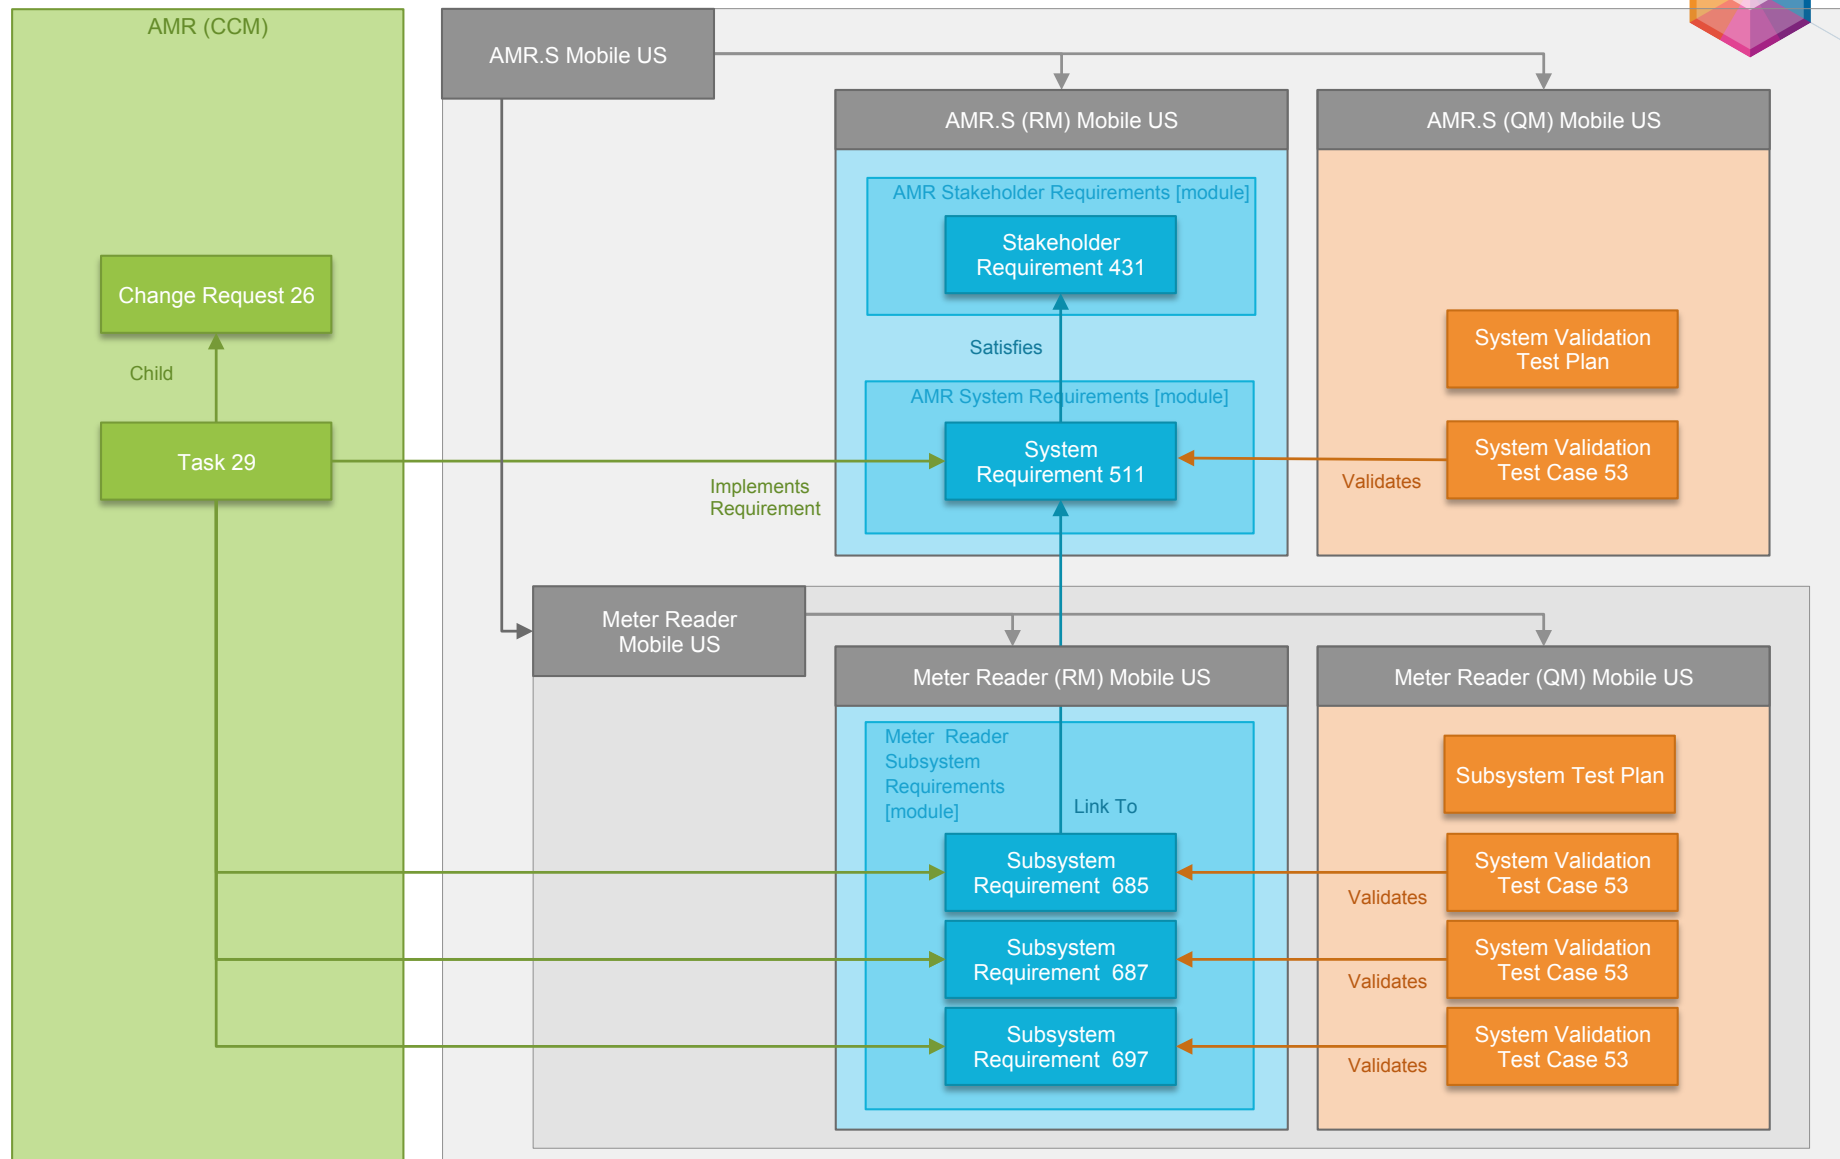 AMR (CCM)
Change Request 26
Child
Task 29
Implements
Requirement
AMR.S Mobile US
AMR.S (RM) Mobile US
AMR Stakeholder Requirements [module]
Stakeholder
Requirement 431
Satisfies
AMR System Requirements [module]
System
Requirement 511
AMR.S (QM) Mobile US
System Validation
Test Plan
System Validation
Test Case 53
Validates
Meter Reader
Mobile US
Meter Reader (RM) Mobile US
Meter Reader
Subsystem
Requirements
[module]
Link To
Subsystem
Requirement 685
Subsystem
Requirement 687
Subsystem
Requirement 697
Meter Reader (QM) Mobile US
Subsystem Test Plan
System Validation
Test Case 53
Validates
System Validation
Test Case 53
Validates
System Validation
Test Case 53
Validates